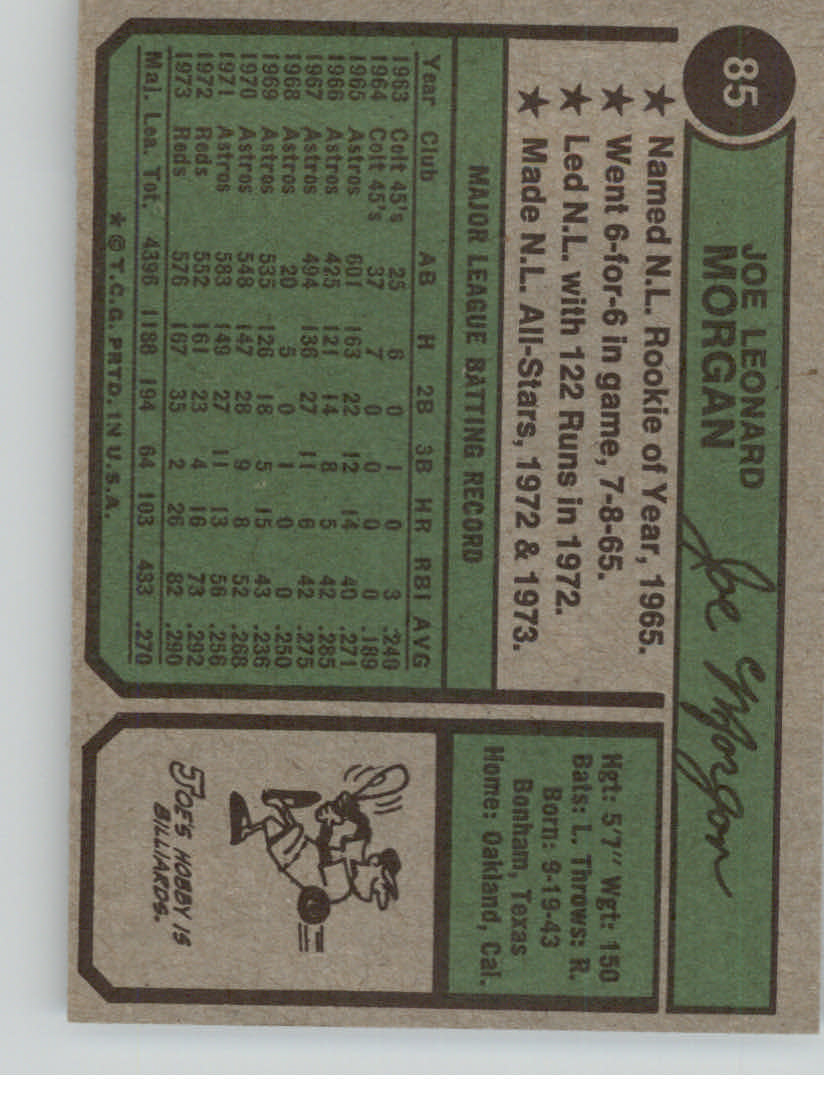 85
JOE LEONARD
MORGAN
Joe Morgan
★ Named N.L. Rookie of Year, 1965.
★ Went 6-for-6 in game, 7-8-65.
★ Led N.L. with 122 Runs in 1972.
★ Made N.L. All-Stars, 1972 & 1973.
MAJOR LEAGUE BATTING RECORD
Year Club AB H 2B 3B HR RBI AVG
1963 Colt 45's 25 6 0 1 0 3 .240
1964 Colt 45's 37 7 0 0 0 0 .189
1965 Astros 601 163 22 12 14 40 .271
1966 Astros 425 121 14 8 5 42 .285
1967 Astros 494 136 27 11 6 42 .275
1968 Astros 20 5 0 1 0 0 .250
1969 Astros 535 126 18 5 15 43 .236
1970 Astros 548 147 28 9 8 52 .268
1971 Astros 583 149 27 11 13 56 .256
1972 Reds 552 161 23 4 16 73 .292
1973 Reds 576 167 35 2 26 82 .290
Maj. Lea. Tot. 4396 1188 194 64 103 433 .270
★ © T.C.G. PRTD. IN U.S.A.
Hgt: 5'7" Wgt: 150
Bats: L. Throws: R.
Born: 9-19-43
Bonham, Texas
Home: Oakland, Cal.
JOE'S HOBBY IS
BILLIARDS.